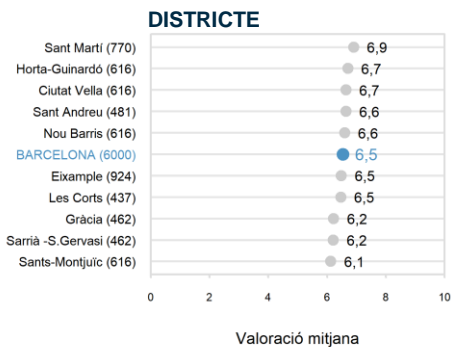 DISTRICTE
Sant Martí (770) 6,9
Horta-Guinardó (616) 6,7
Ciutat Vella (616) 6,7
Sant Andreu (481) 6,6
Nou Barris (616) 6,6
BARCELONA (6000) 6,5
Eixample (924) 6,5
Les Corts (437) 6,5
Gràcia (462) 6,2
Sarrià -S.Gervasi (462) 6,2
Sants-Montjuïc (616) 6,1
0 2 4 6 8 10
Valoració mitjana